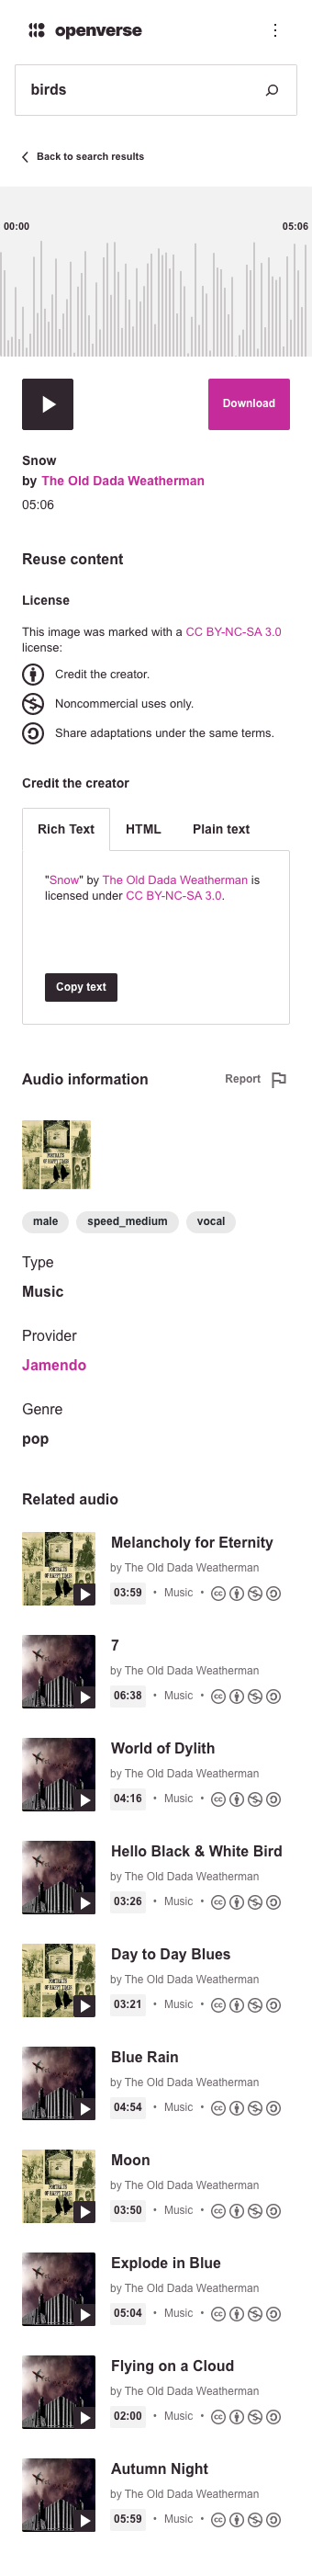 openverse
birds
Back to search results
00:00
05:06
Download
Snow
by The Old Dada Weatherman
05:06
Reuse content
License
This image was marked with a CC BY-NC-SA 3.0
license:
Credit the creator.
Noncommercial uses only.
Share adaptations under the same terms.
Credit the creator
Rich Text
HTML
Plain text
"Snow" by The Old Dada Weatherman is
licensed under CC BY-NC-SA 3.0.
Copy text
Audio information
Report
PORTRAITS
OF HAPPY TIMES
male
speed_medium
vocal
Type
Music
Provider
Jamendo
Genre
pop
Related audio
Melancholy for Eternity
by The Old Dada Weatherman
03:59 • Music •
7
by The Old Dada Weatherman
06:38 • Music •
World of Dylith
by The Old Dada Weatherman
04:16 • Music •
Hello Black & White Bird
by The Old Dada Weatherman
03:26 • Music •
Day to Day Blues
by The Old Dada Weatherman
03:21 • Music •
Blue Rain
by The Old Dada Weatherman
04:54 • Music •
Moon
by The Old Dada Weatherman
03:50 • Music •
Explode in Blue
by The Old Dada Weatherman
05:04 • Music •
Flying on a Cloud
by The Old Dada Weatherman
02:00 • Music •
Autumn Night
by The Old Dada Weatherman
05:59 • Music •